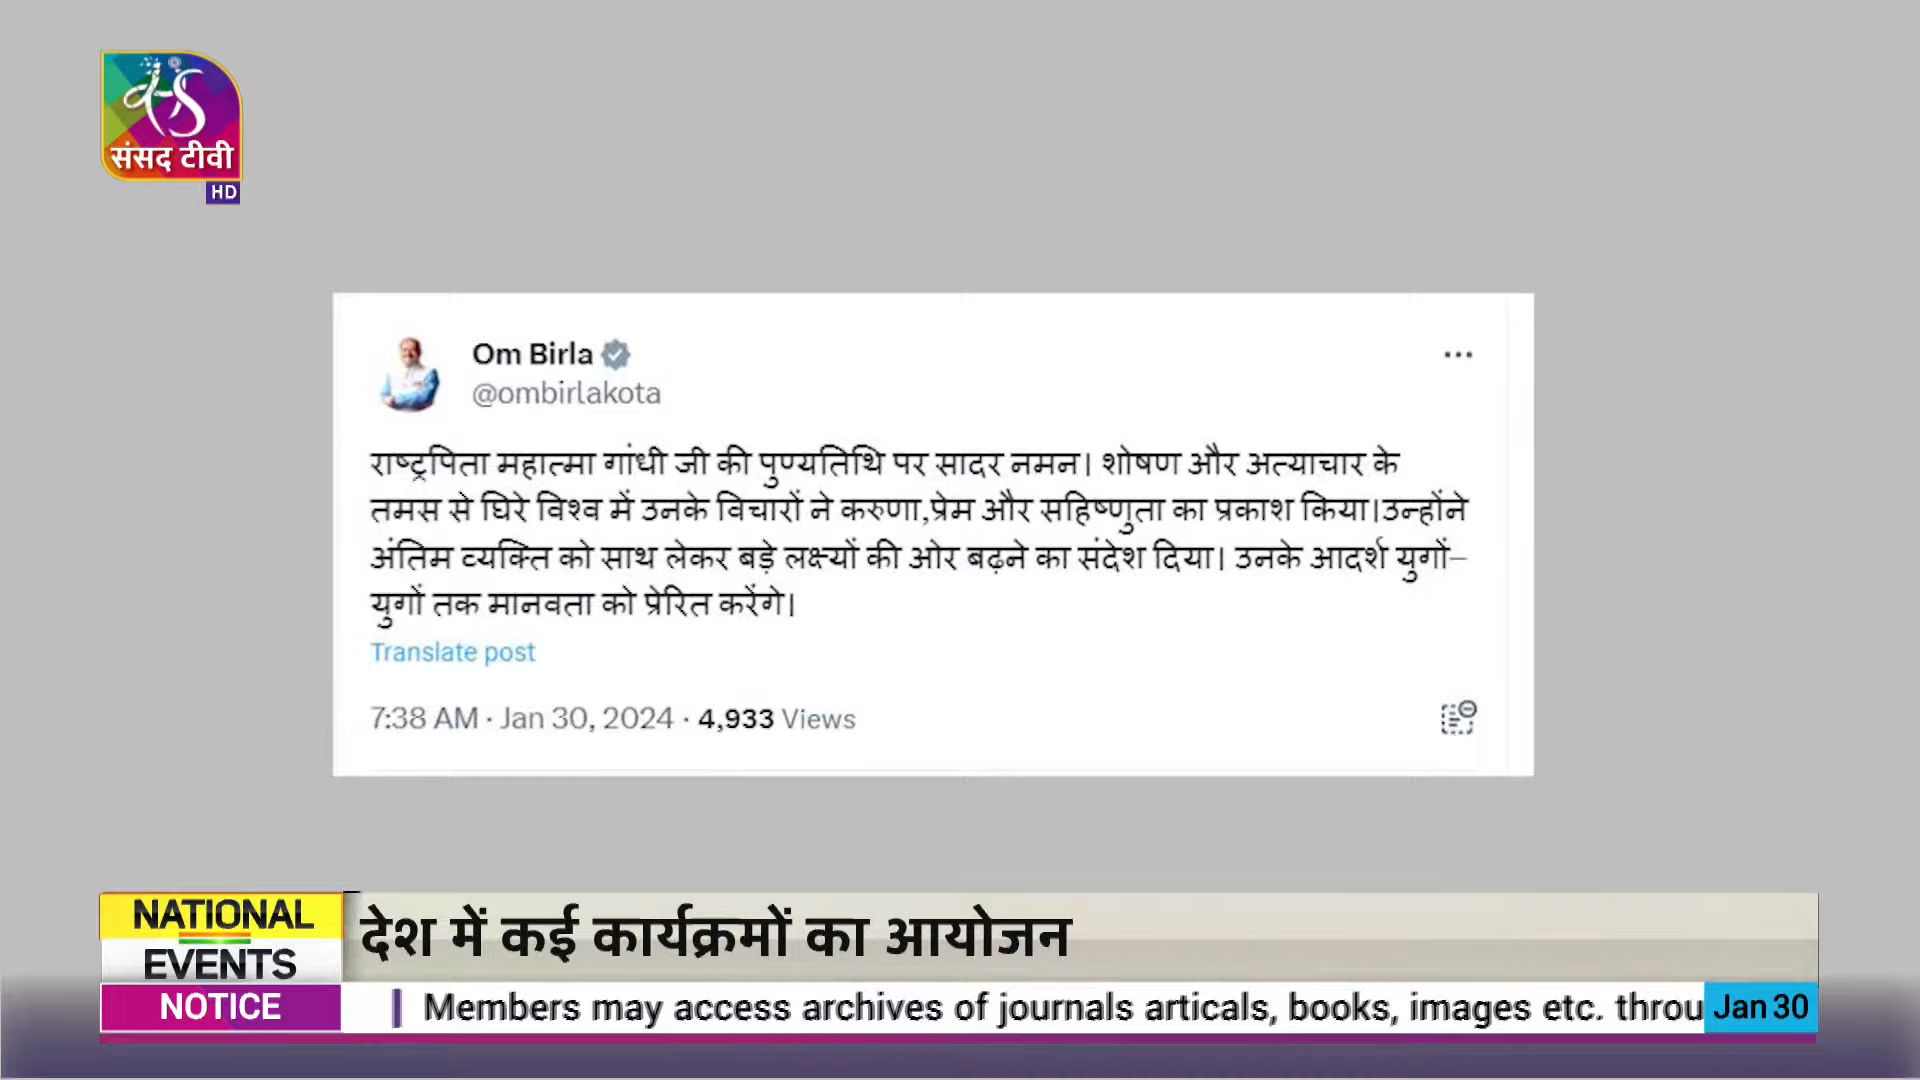 संसद टीवी
HD
Om Birla
@ombirlakota
राष्ट्रपिता महात्मा गांधी जी की पुण्यतिथि पर सादर नमन। शोषण और अत्याचार के
तमस से घिरे विश्व में उनके विचारों ने करुणा,प्रेम और सहिष्णुता का प्रकाश किया।उन्होंने
अंतिम व्यक्ति को साथ लेकर बड़े लक्ष्यों की ओर बढ़ने का संदेश दिया। उनके आदर्श युगों–
युगों तक मानवता को प्रेरित करेंगे।
Translate post
7:38 AM · Jan 30, 2024 · 4,933 Views
NATIONAL
EVENTS
देश में कई कार्यक्रमों का आयोजन
NOTICE
Members may access archives of journals articals, books, images etc. throu
Jan 30